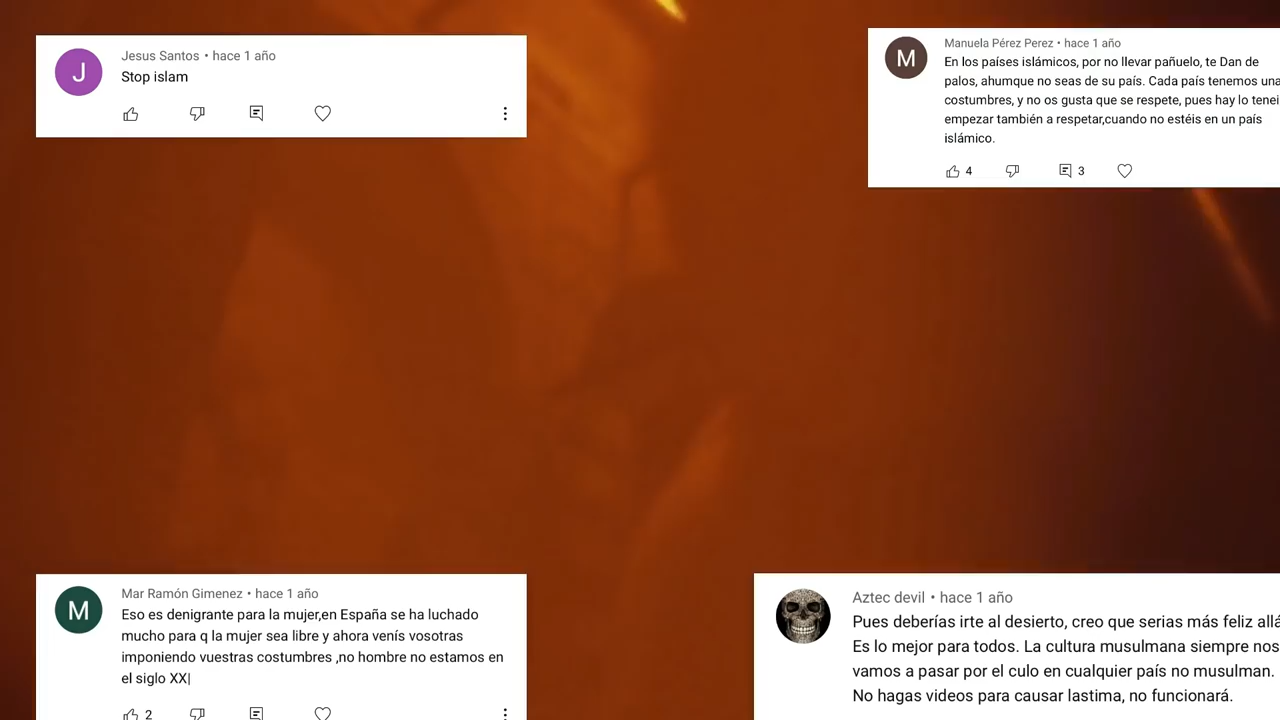 Jesus Santos • hace 1 año
Stop islam
Manuela Pérez Perez • hace 1 año
En los países islámicos, por no llevar pañuelo, te Dan de
palos, ahumque no seas de su país. Cada país tenemos una
costumbres, y no os gusta que se respete, pues hay lo tenei
empezar también a respetar,cuando no estéis en un país
islámico.
4
3
Mar Ramón Gimenez • hace 1 año
Eso es denigrante para la mujer,en España se ha luchado
mucho para q la mujer sea libre y ahora venís vosotras
imponiendo vuestras costumbres ,no hombre no estamos en
el siglo XX|
2
Aztec devil • hace 1 año
Pues deberías irte al desierto, creo que serias más feliz allá
Es lo mejor para todos. La cultura musulmana siempre nos
vamos a pasar por el culo en cualquier país no musulman.
No hagas videos para causar lastima, no funcionará.
J
M
M